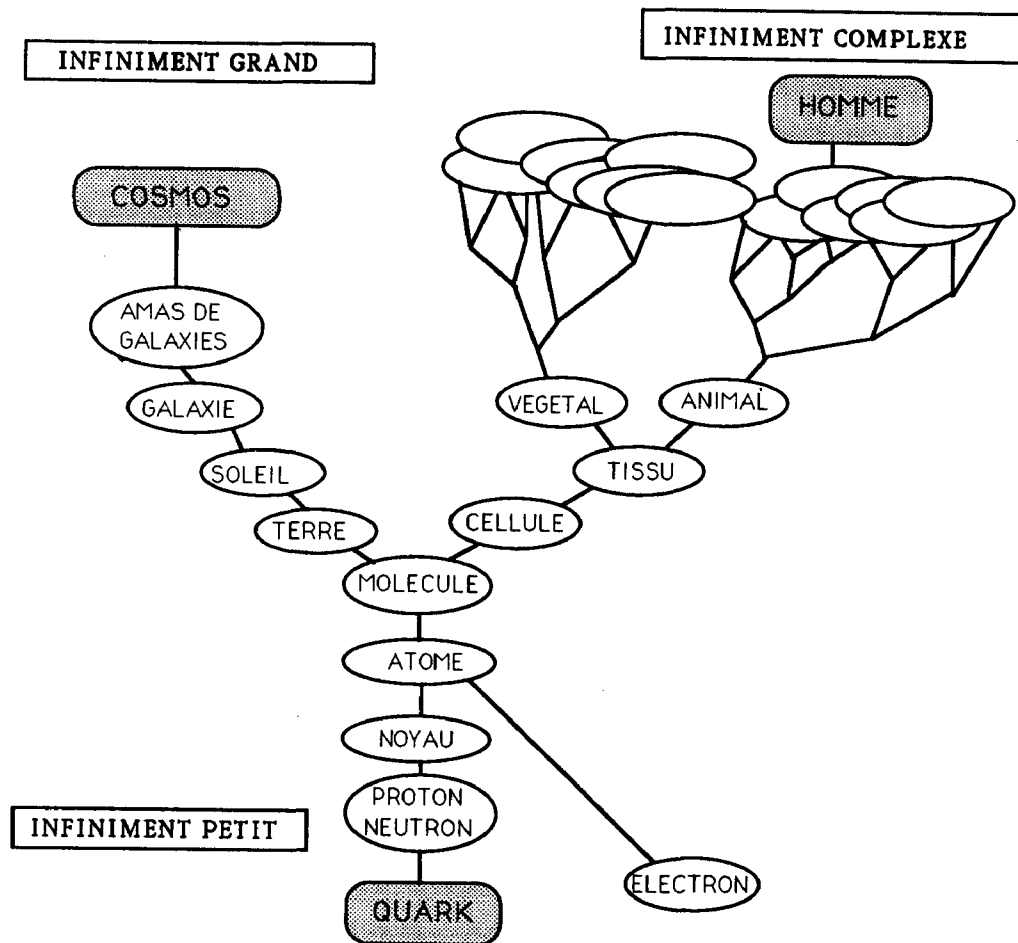 INFINIMENT GRAND
INFINIMENT COMPLEXE
HOMME
COSMOS
AMAS DE
GALAXIES
GALAXIE
VEGETAL
ANIMAL
SOLEIL
TISSU
TERRE
CELLULE
MOLECULE
ATOME
NOYAU
PROTON
NEUTRON
INFINIMENT PETIT
ELECTRON
QUARK